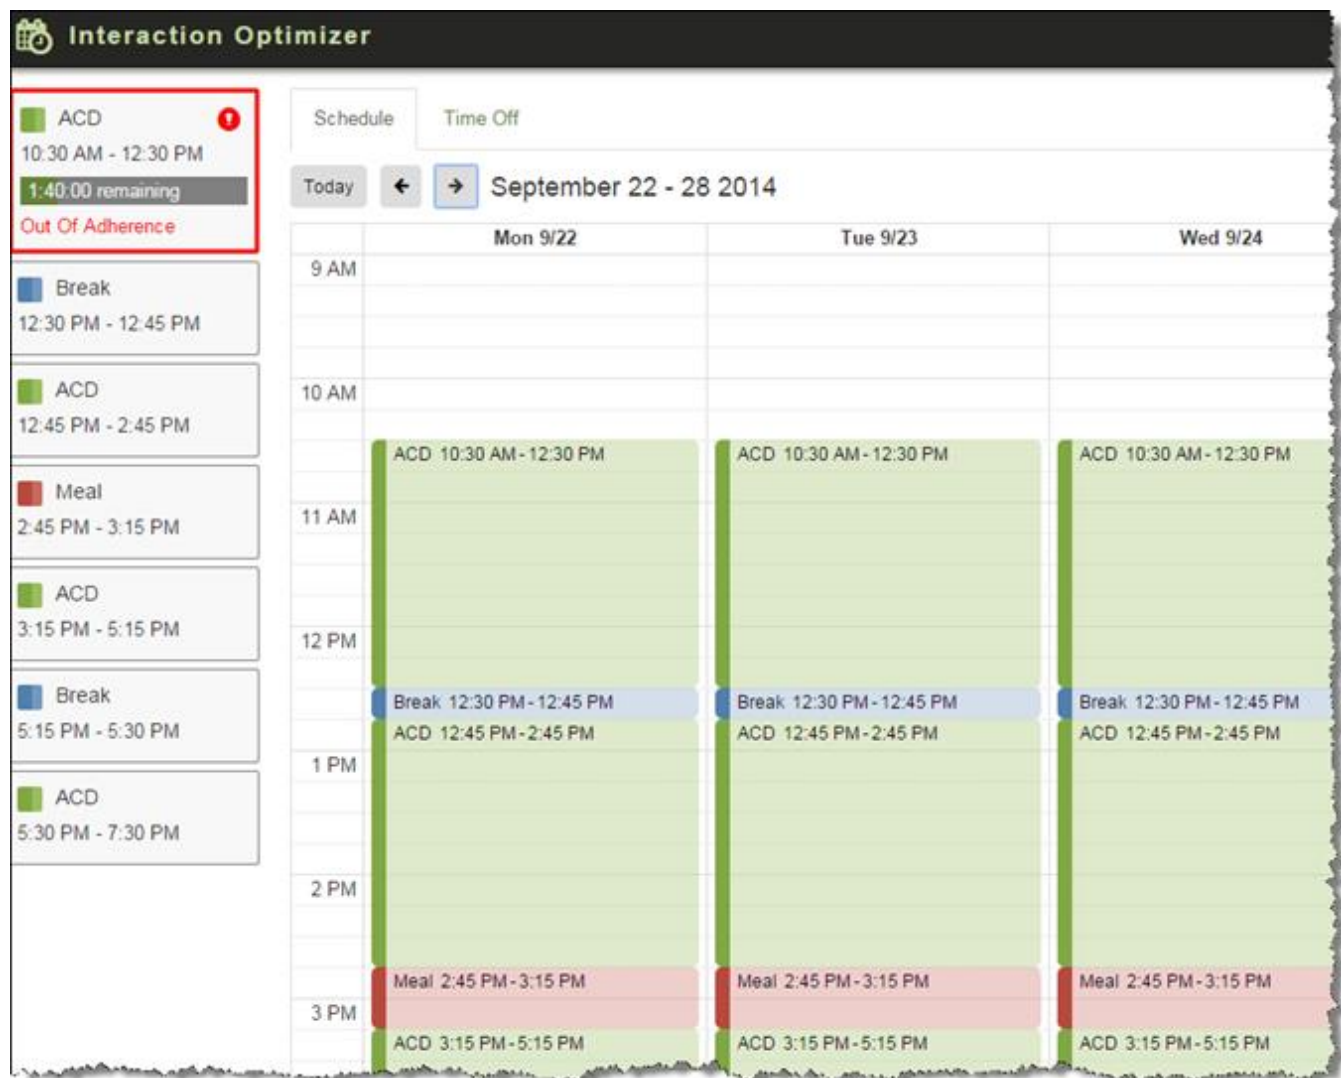 Interaction Optimizer
ACD
10:30 AM - 12:30 PM
1:40:00 remaining
Out Of Adherence
Break
12:30 PM - 12:45 PM
ACD
12:45 PM - 2:45 PM
Meal
2:45 PM - 3:15 PM
ACD
3:15 PM - 5:15 PM
Break
5:15 PM - 5:30 PM
ACD
5:30 PM - 7:30 PM
Schedule Time Off
Today September 22 - 28 2014
Mon 9/22 Tue 9/23 Wed 9/24
9 AM
10 AM
ACD 10:30 AM - 12:30 PM ACD 10:30 AM - 12:30 PM ACD 10:30 AM - 12:30 PM
11 AM
12 PM
Break 12:30 PM - 12:45 PM Break 12:30 PM - 12:45 PM Break 12:30 PM - 12:45 PM
ACD 12:45 PM - 2:45 PM ACD 12:45 PM - 2:45 PM ACD 12:45 PM - 2:45 PM
1 PM
2 PM
Meal 2:45 PM - 3:15 PM Meal 2:45 PM - 3:15 PM Meal 2:45 PM - 3:15 PM
3 PM
ACD 3:15 PM - 5:15 PM ACD 3:15 PM - 5:15 PM ACD 3:15 PM - 5:15 PM